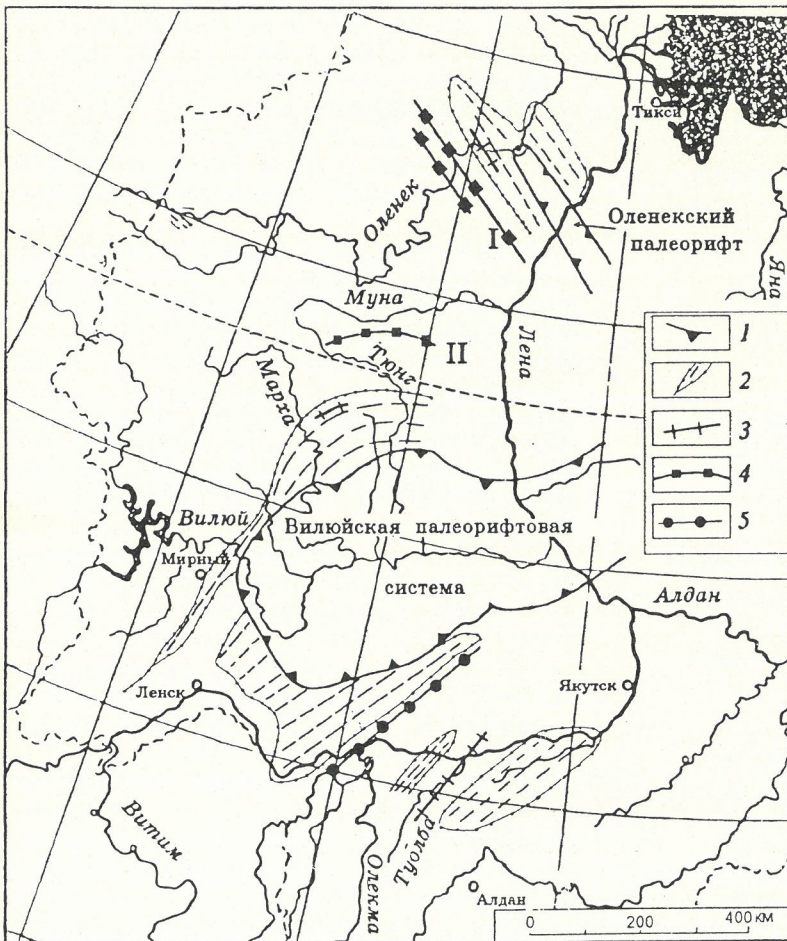 Тикси
Оленекский
палеорифт
Оленек
I
Яна
Муна
Лена
II
Тюнг
Марха
1
2
3
4
5
Вилюй
Вилюйская палеорифтовая
Мирный
система
Алдан
Ленск
Якутск
Витим
Олекма
Туолба
Алдан
0 200 400 км